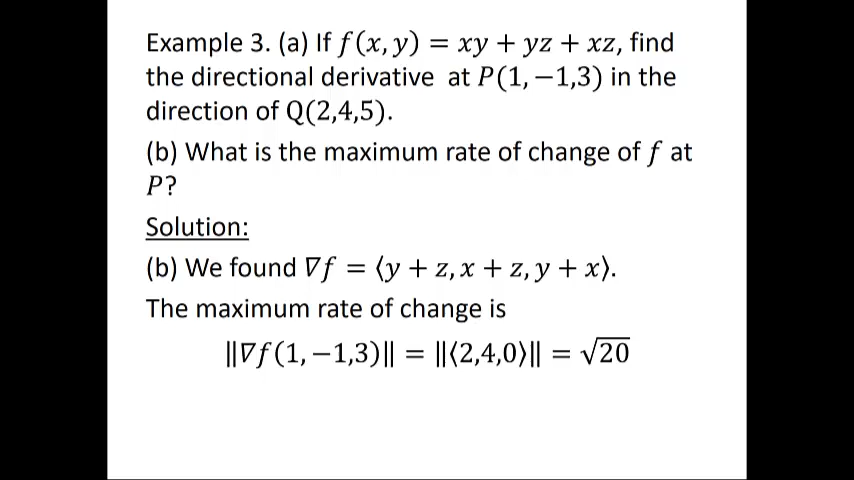 Example 3. (a) If f(x, y) = xy + yz + xz, find
the directional derivative at P(1, −1,3) in the
direction of Q(2,4,5).
(b) What is the maximum rate of change of f at
P?
Solution:
(b) We found ∇f = ⟨y + z, x + z, y + x⟩.
The maximum rate of change is
‖∇f(1, −1,3)‖ = ‖⟨2,4,0⟩‖ = √20